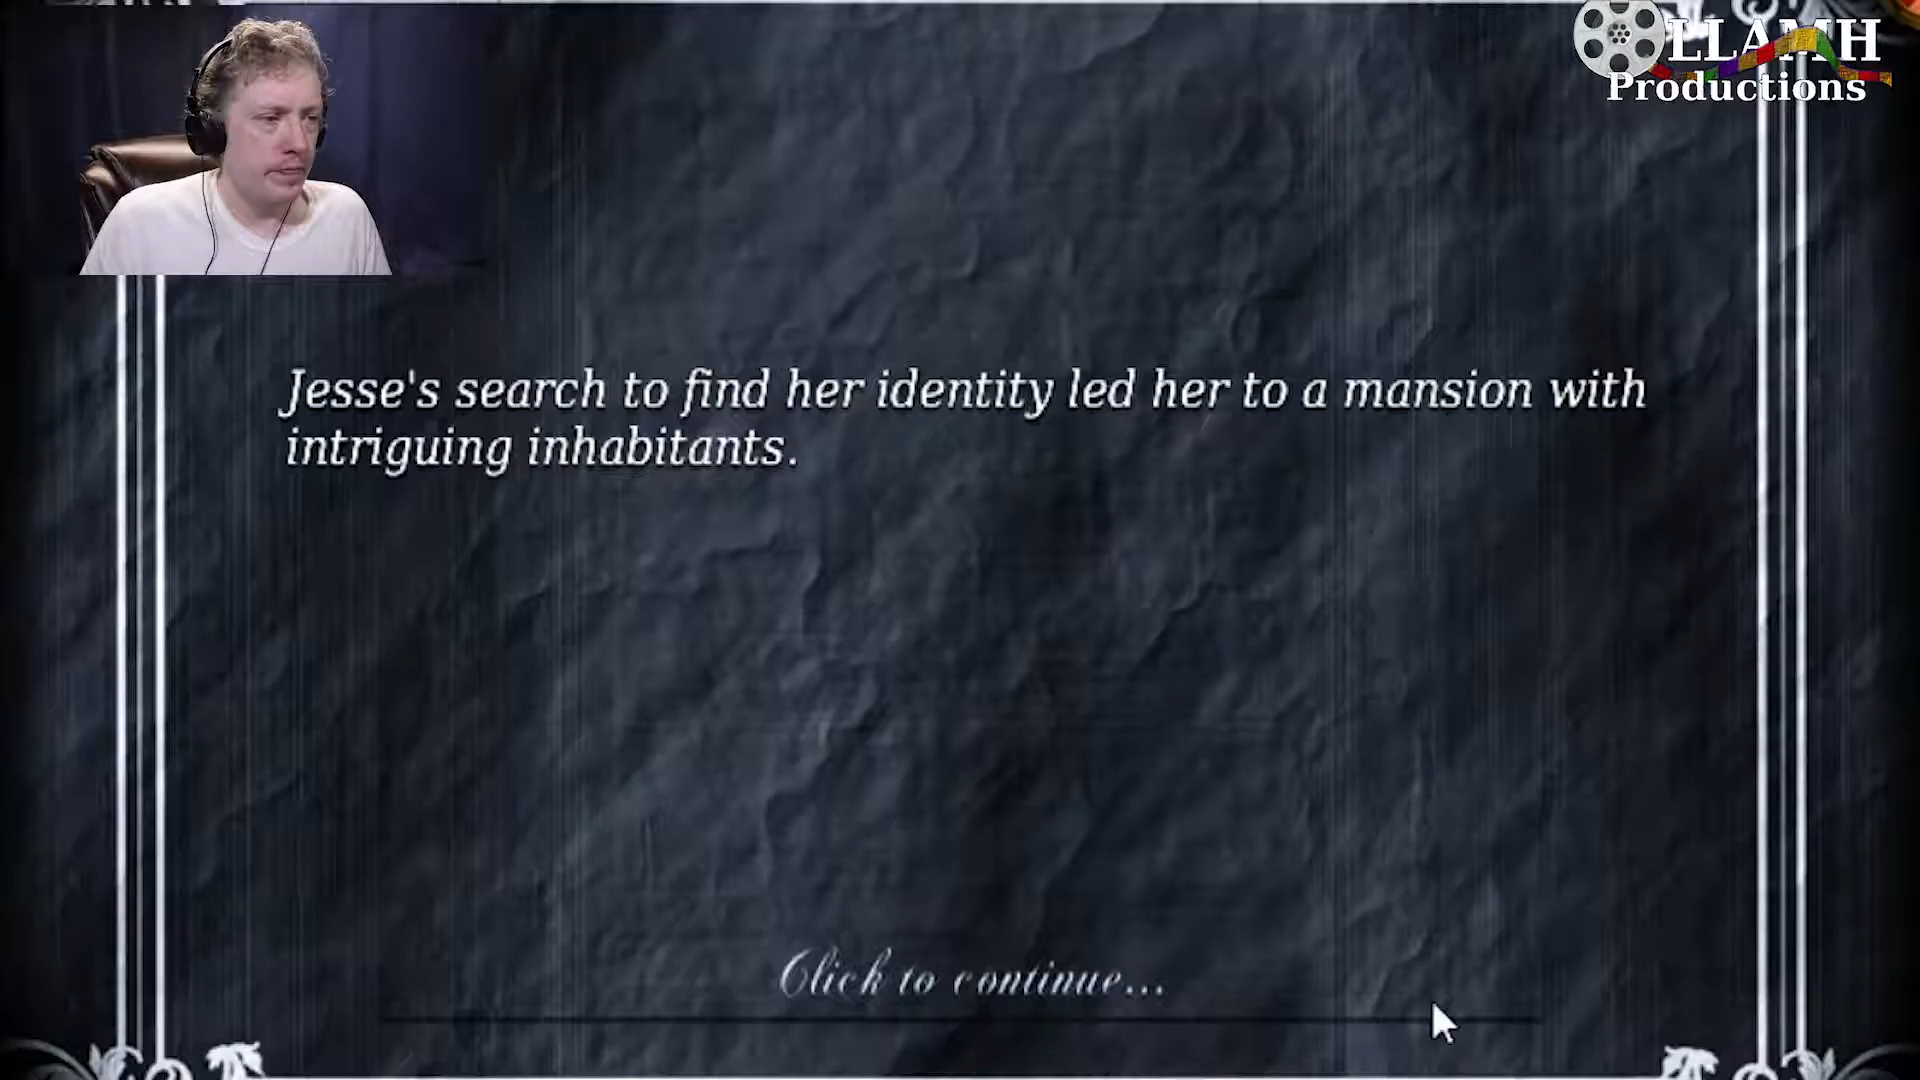 LLAMH
Productions
Jesse's search to find her identity led her to a mansion with
intriguing inhabitants.
Click to continue...